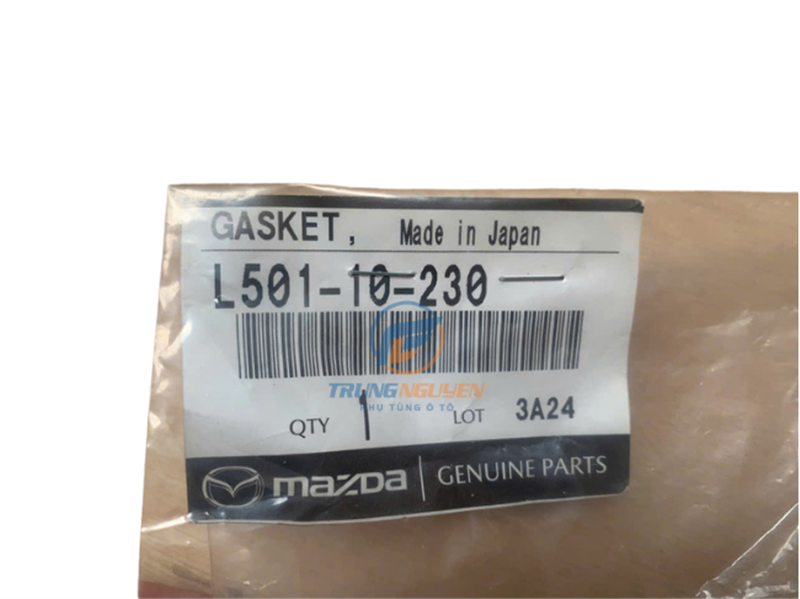 GASKET, Made in Japan
L501-10-230
TRUNG NGUYEN
PHỤ TÙNG Ô TÔ
QTY 1 LOT 3A24
mazda GENUINE PARTS